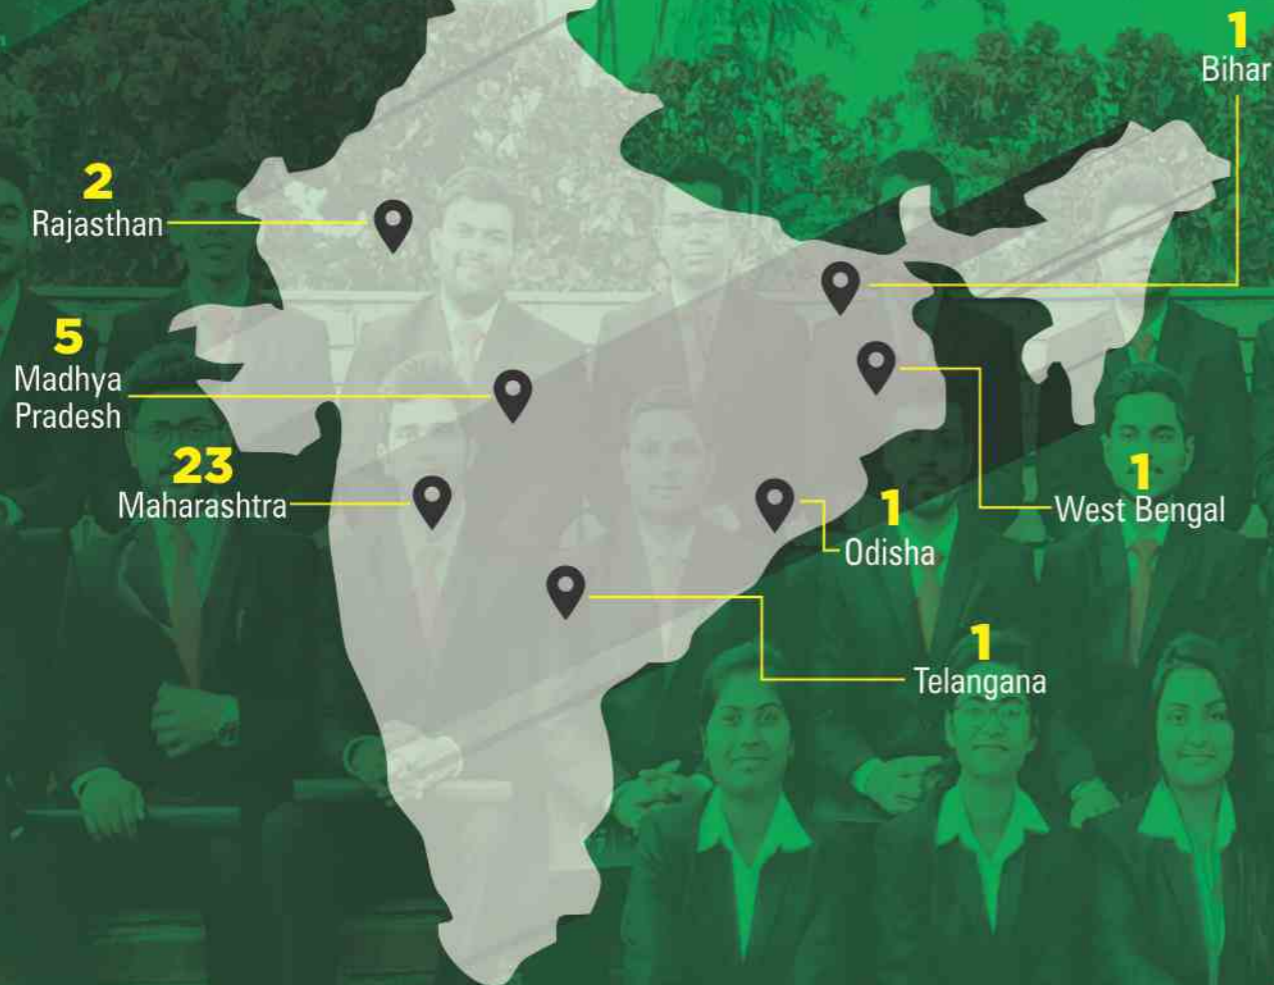 1
Bihar
2
Rajasthan
5
Madhya
Pradesh
23
Maharashtra
1
West Bengal
1
Odisha
1
Telangana